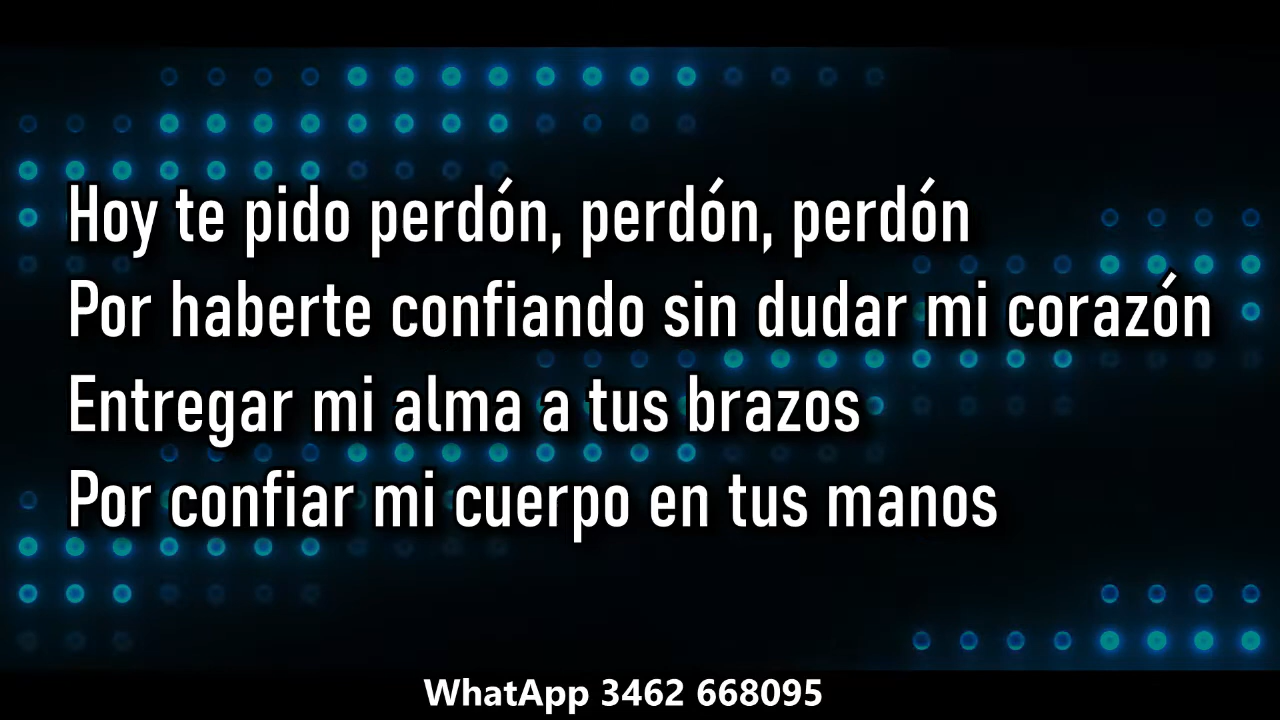 Hoy te pido perdón, perdón, perdón
Por haberte confiando sin dudar mi corazón
Entregar mi alma a tus brazos
Por confiar mi cuerpo en tus manos
WhatApp 3462 668095